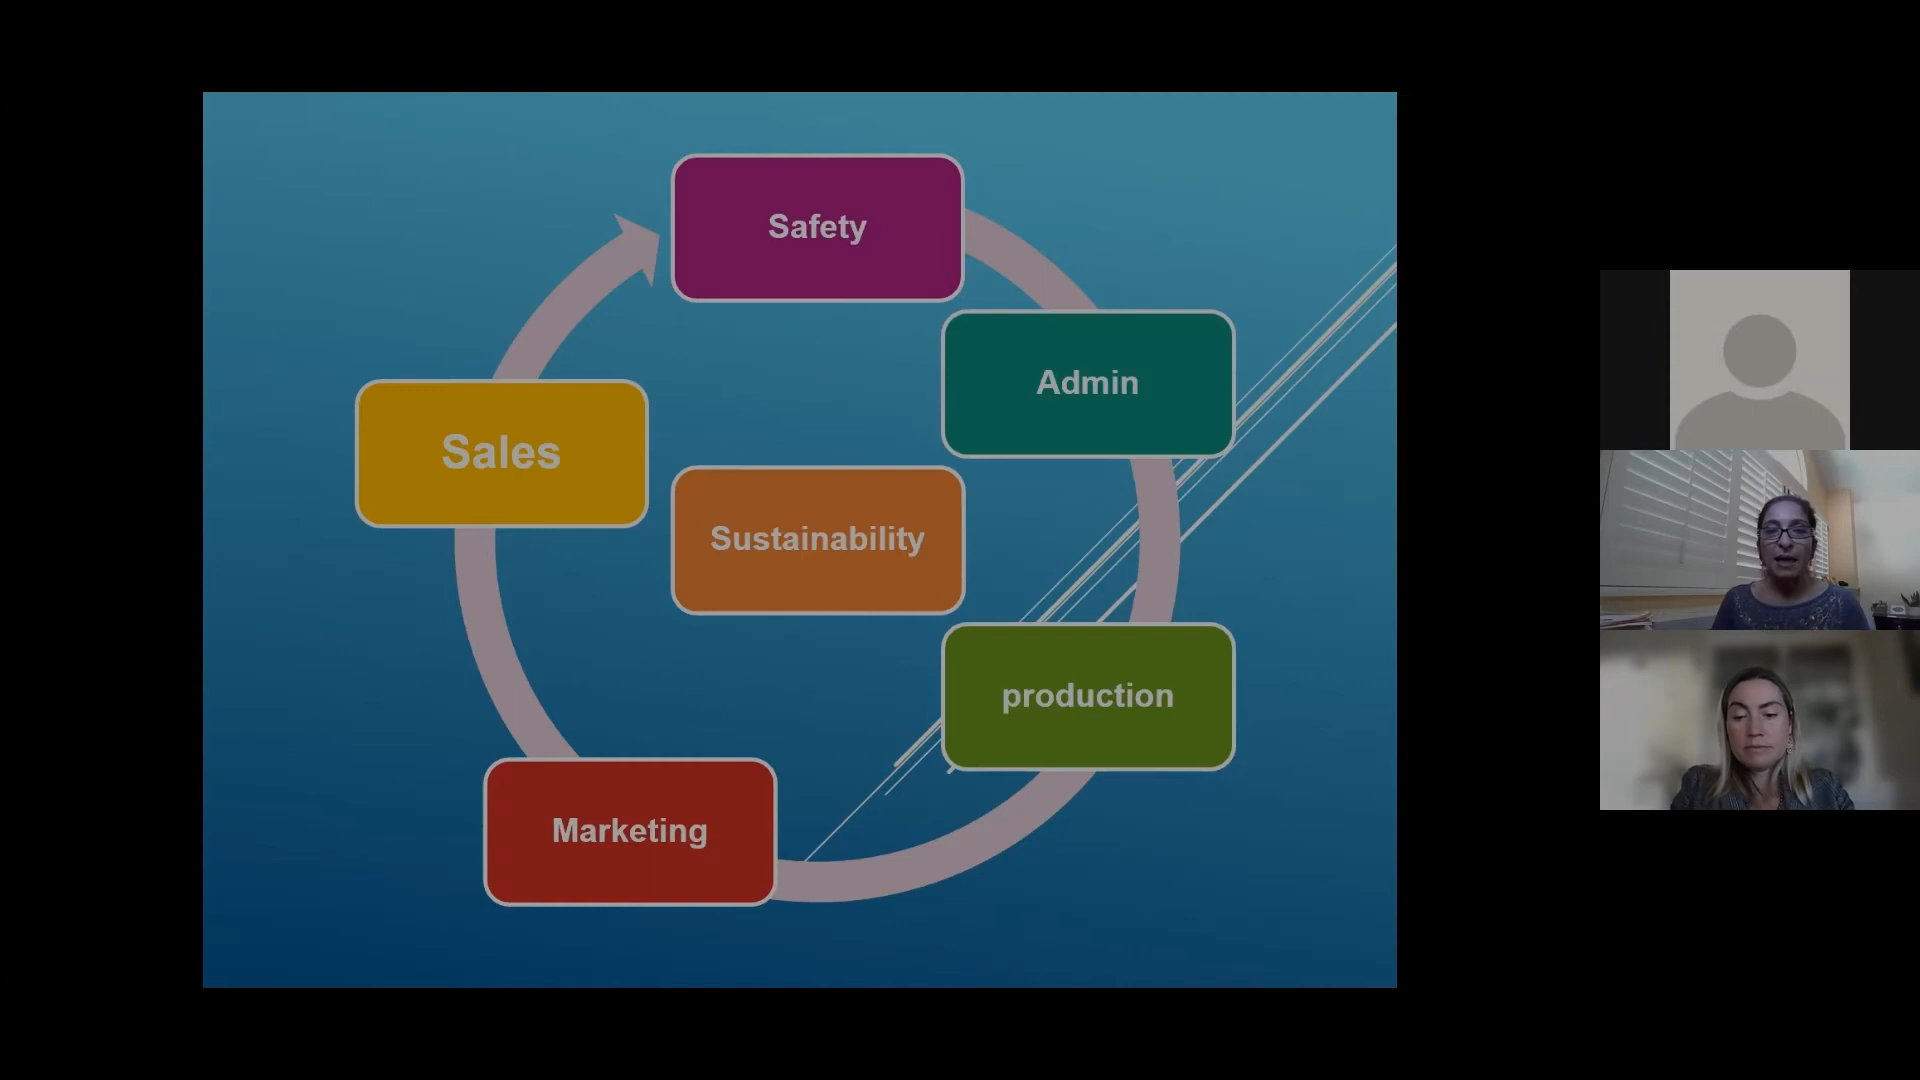 Safety
Admin
Sales
Sustainability
production
Marketing